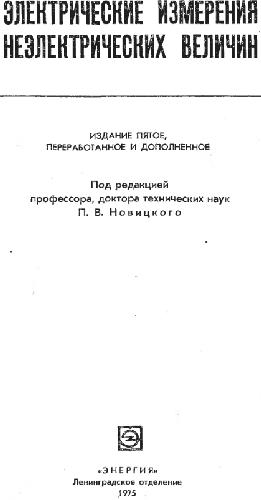 ЭЛЕКТРИЧЕСКИЕ ИЗМЕРЕНИЯ
НЕЭЛЕКТРИЧЕСКИХ ВЕЛИЧИН
ИЗДАНИЕ ПЯТОЕ,
ПЕРЕРАБОТАННОЕ И ДОПОЛНЕННОЕ
Под редакцией
профессора, доктора технических наук
П. В. Новицкого
«ЭНЕРГИЯ»
Ленинградское отделение
1975